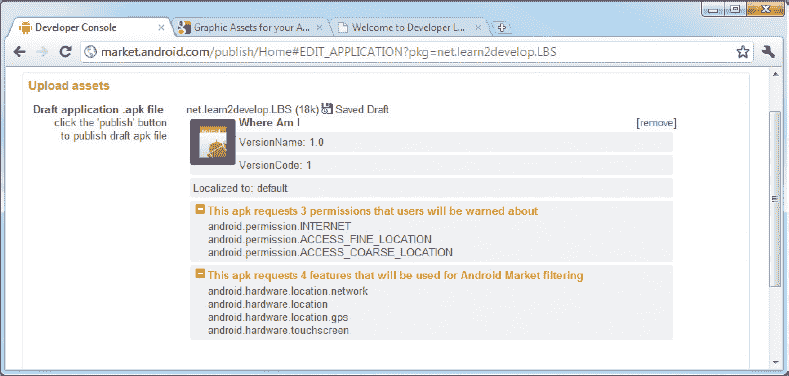 Developer Console
Graphic Assets for your A...
Welcome to Developer L...
market.android.com/publish/Home#EDIT_APPLICATION?pkg=net.learn2develop.LBS
Upload assets
Draft application .apk file
click the 'publish' button
to publish draft apk file
net.learn2develop.LBS (18k) Saved Draft
Where Am I
[remove]
VersionName: 1.0
VersionCode: 1
Localized to: default
This apk requests 3 permissions that users will be warned about
android.permission.INTERNET
android.permission.ACCESS_FINE_LOCATION
android.permission.ACCESS_COARSE_LOCATION
This apk requests 4 features that will be used for Android Market filtering
android.hardware.location.network
android.hardware.location
android.hardware.location.gps
android.hardware.touchscreen